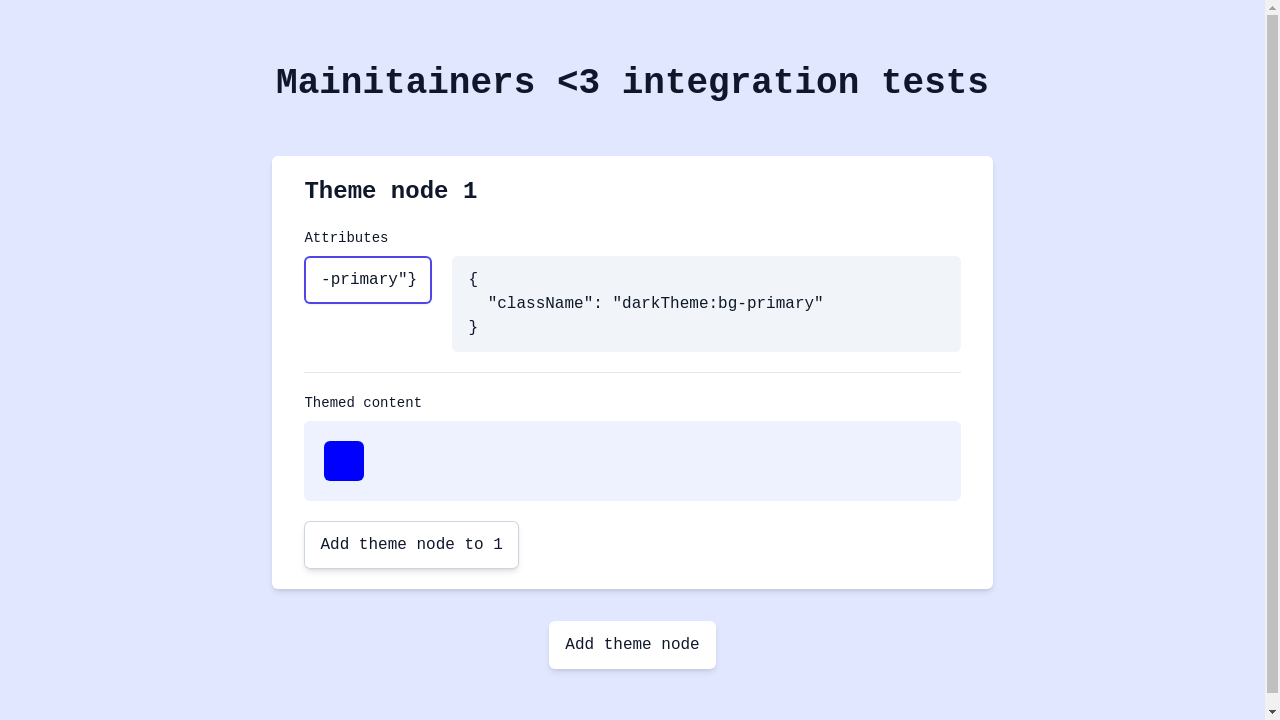 Mainitainers <3 integration tests
Theme node 1
Attributes
-primary"}
{
"className": "darkTheme:bg-primary"
}
Themed content
Add theme node to 1
Add theme node